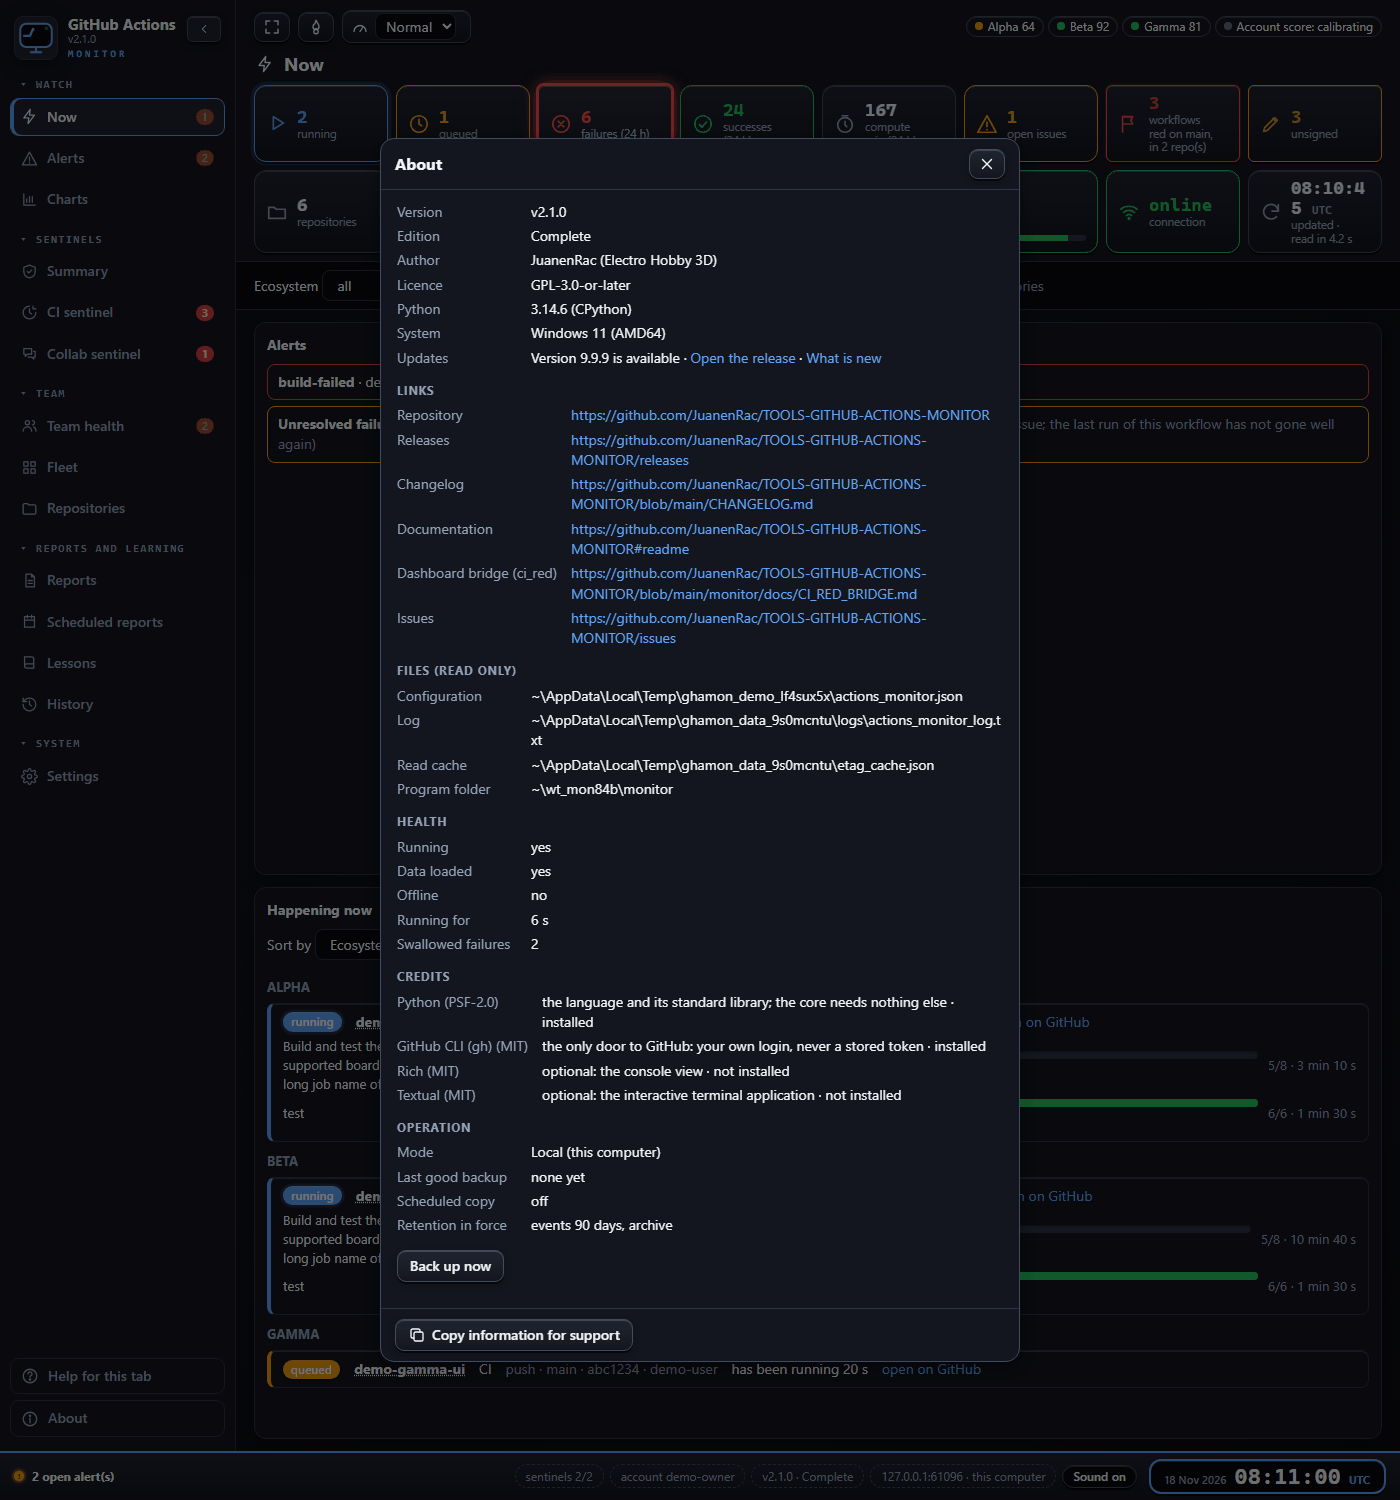 GitHub Actions
v2.1.0
MONITOR
WATCH
Now 1
Alerts 2
Charts
SENTINELS
Summary
CI sentinel 3
Collab sentinel 1
TEAM
Team health 2
Fleet
Repositories
REPORTS AND LEARNING
Reports
Scheduled reports
Lessons
History
SYSTEM
Settings
Help for this tab
About
Normal
Alpha 64
Beta 92
Gamma 81
Account score: calibrating
Now
2
running
1
queued
6
failures (24 h)
24
successes
167
compute
1
open issues
3
workflows
red on main,
in 2 repo(s)
3
unsigned
6
repositories
online
connection
08:10:4
5 UTC
updated ·
read in 4.2 s
Ecosystem all
Alerts
build-failed · de
Unresolved failu
again)
sue; the last run of this workflow has not gone well
Happening now
Sort by Ecosyste
ALPHA
running den
on GitHub
Build and test the
supported board
long job name of
5/8 · 3 min 10 s
test
6/6 · 1 min 30 s
BETA
running den
on GitHub
Build and test the
supported board
long job name of
5/8 · 10 min 40 s
test
6/6 · 1 min 30 s
GAMMA
queued demo-gamma-ui CI push · main · abc1234 · demo-user has been running 20 s open on GitHub
About
Version v2.1.0
Edition Complete
Author JuanenRac (Electro Hobby 3D)
Licence GPL-3.0-or-later
Python 3.14.6 (CPython)
System Windows 11 (AMD64)
Updates Version 9.9.9 is available · Open the release · What is new
LINKS
Repository https://github.com/JuanenRac/TOOLS-GITHUB-ACTIONS-MONITOR
Releases https://github.com/JuanenRac/TOOLS-GITHUB-ACTIONS-
MONITOR/releases
Changelog https://github.com/JuanenRac/TOOLS-GITHUB-ACTIONS-
MONITOR/blob/main/CHANGELOG.md
Documentation https://github.com/JuanenRac/TOOLS-GITHUB-ACTIONS-
MONITOR#readme
Dashboard bridge (ci_red) https://github.com/JuanenRac/TOOLS-GITHUB-ACTIONS-
MONITOR/blob/main/monitor/docs/CI_RED_BRIDGE.md
Issues https://github.com/JuanenRac/TOOLS-GITHUB-ACTIONS-
MONITOR/issues
FILES (READ ONLY)
Configuration ~\AppData\Local\Temp\ghamon_demo_lf4sux5x\actions_monitor.json
Log ~\AppData\Local\Temp\ghamon_data_9s0mcntu\logs\actions_monitor_log.t
xt
Read cache ~\AppData\Local\Temp\ghamon_data_9s0mcntu\etag_cache.json
Program folder ~\wt_mon84b\monitor
HEALTH
Running yes
Data loaded yes
Offline no
Running for 6 s
Swallowed failures 2
CREDITS
Python (PSF-2.0) the language and its standard library; the core needs nothing else ·
installed
GitHub CLI (gh) (MIT) the only door to GitHub: your own login, never a stored token · installed
Rich (MIT) optional: the console view · not installed
Textual (MIT) optional: the interactive terminal application · not installed
OPERATION
Mode Local (this computer)
Last good backup none yet
Scheduled copy off
Retention in force events 90 days, archive
Back up now
Copy information for support
2 open alert(s)
sentinels 2/2
account demo-owner
v2.1.0 · Complete
127.0.0.1:61096 · this computer
Sound on
18 Nov 2026 08:11:00 UTC